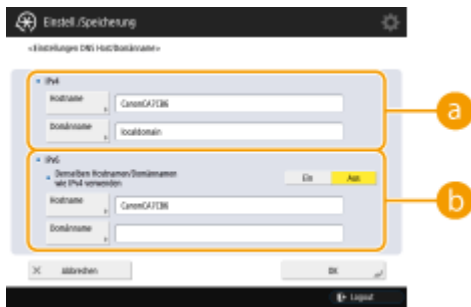 Einstell./Speicherung
<Einstellungen DNS Host/Domänname>
IPv4
Hostname
CanonCA7CB6
Domänname
localdomain
a
IPv6
Denselben Hostnamen/Domännamen
wie IPv4 verwenden
Ein
Aus
Hostname
CanonCA7CB6
Domänname
b
Abbrechen
OK
Logout